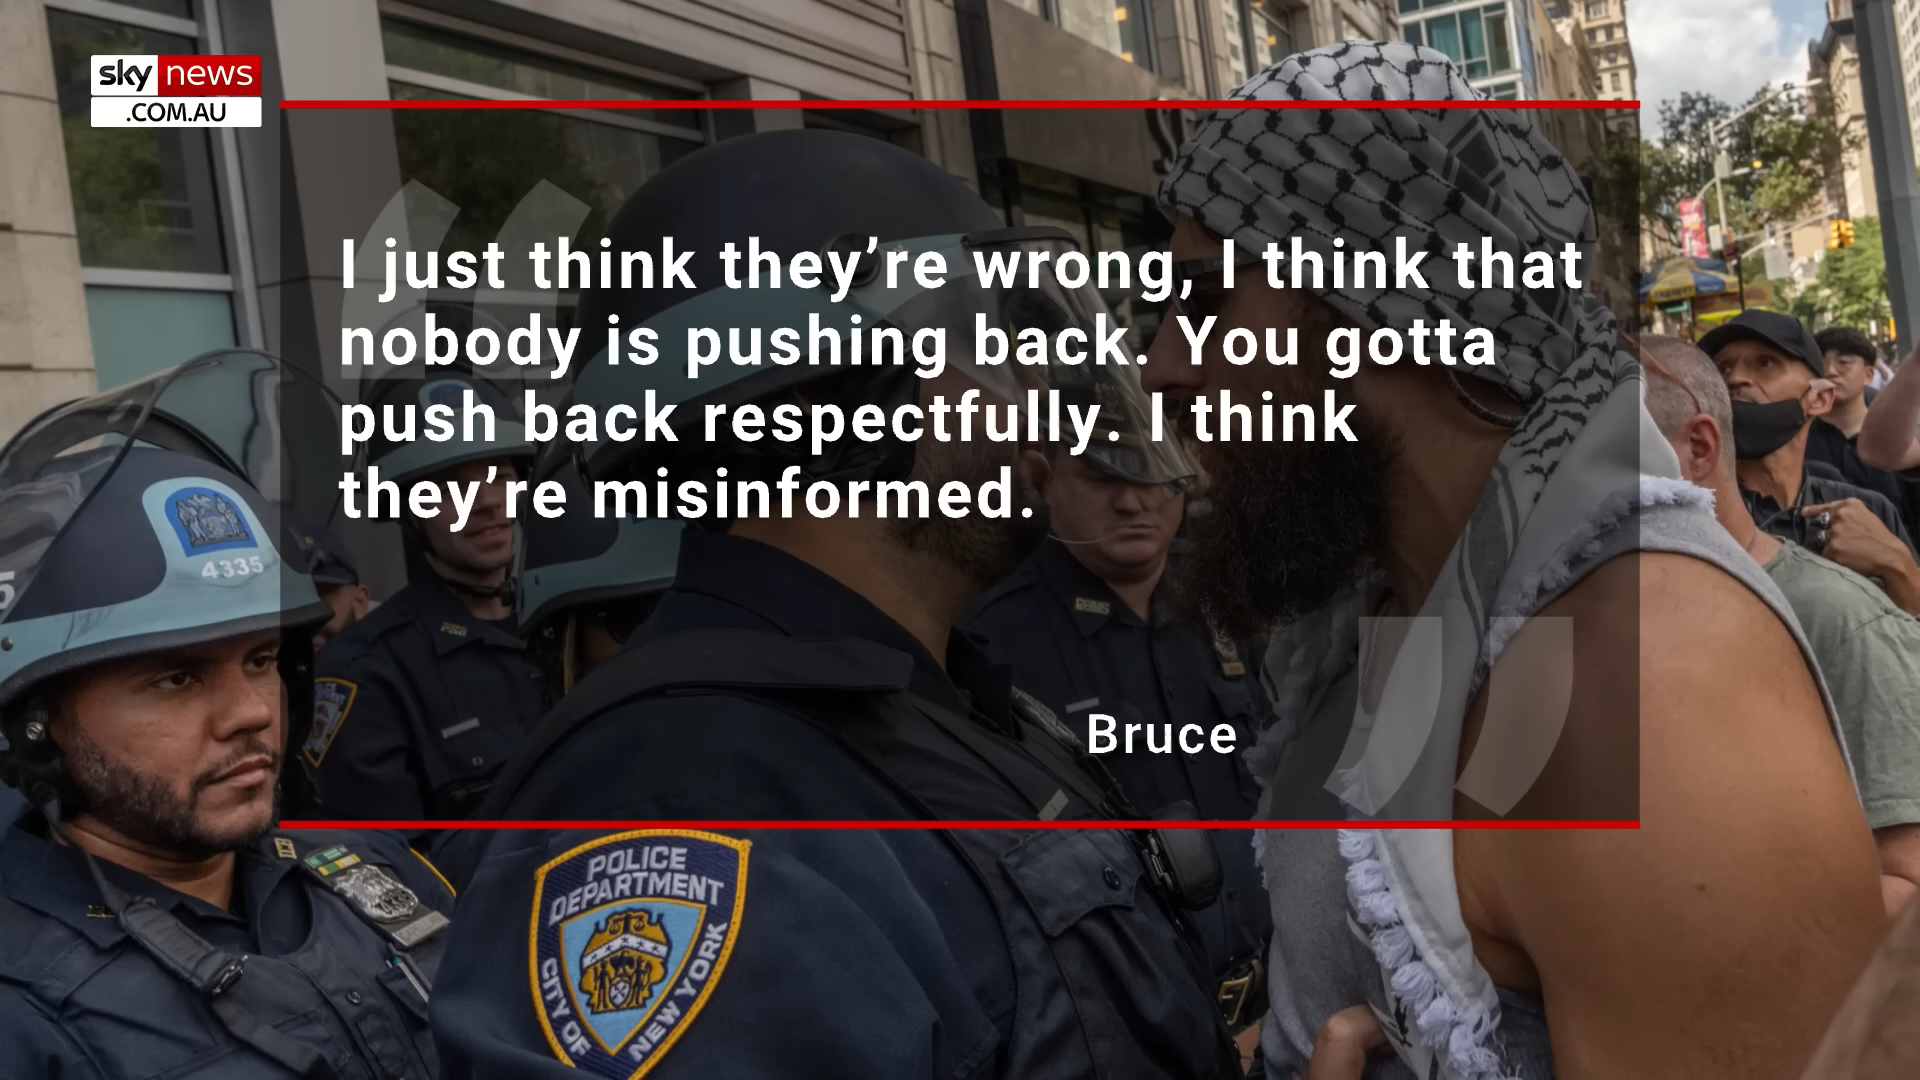 sky news
.COM.AU
I just think they’re wrong, I think that
nobody is pushing back. You gotta
push back respectfully. I think
they’re misinformed.
Bruce
4335
POLICE
DEPARTMENT
CITY OF
NEW YORK